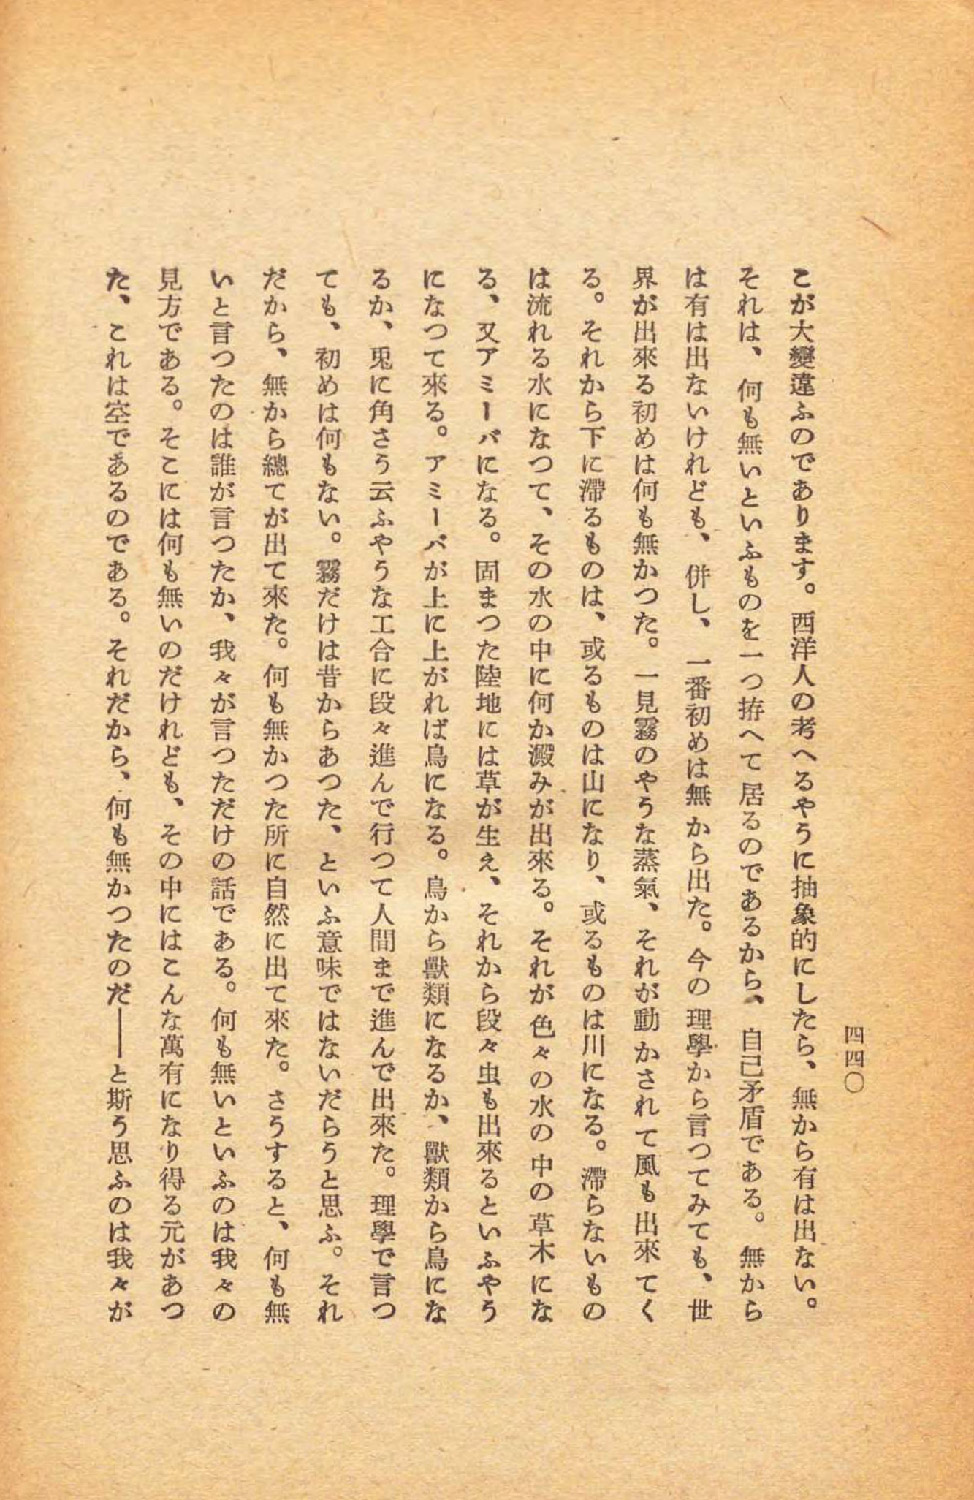 四四〇
こが大變違ふのであります。西洋人の考へるやうに抽象的にしたら、無から有は出ない。
それは、何も無いといふものを一つ拵へて居るのであるから、自己矛盾である。無から
は有は出ないけれども、併し、一番初めは無から出た。今の理學から言つてみても、世
界が出來る初めは何も無かつた。一見霧のやうな蒸氣、それが動かされて風も出來てく
る。それから下に滯るものは、或るものは山になり、或るものは川になる。滯らないもの
は流れる水になつて、その水の中に何か澱みが出來る。それが色々の水の中の草木にな
る、又アミーバになる。固まつた陸地には草が生え、それから段々虫も出來るといふやう
になつて來る。アミーバが上に上がれば鳥になる。鳥から獸類になるか、獸類から鳥にな
るか、兎に角さう云ふやうな工合に段々進んで行つて人間まで進んで出來た。理學で言つ
ても、初めは何もない。霧だけは昔からあつた、といふ意味ではないだらうと思ふ。それ
だから、無から總てが出て來た。何も無かつた所に自然に出て來た。さうすると、何も無
いと言つたのは誰が言つたか、我々が言つただけの話である。何も無いといふのは我々の
見方である。そこには何も無いのだけれども、その中にはこんな萬有になり得る元があつ
た、これは空であるのである。それだから、何も無かつたのだ――と斯う思ふのは我々が